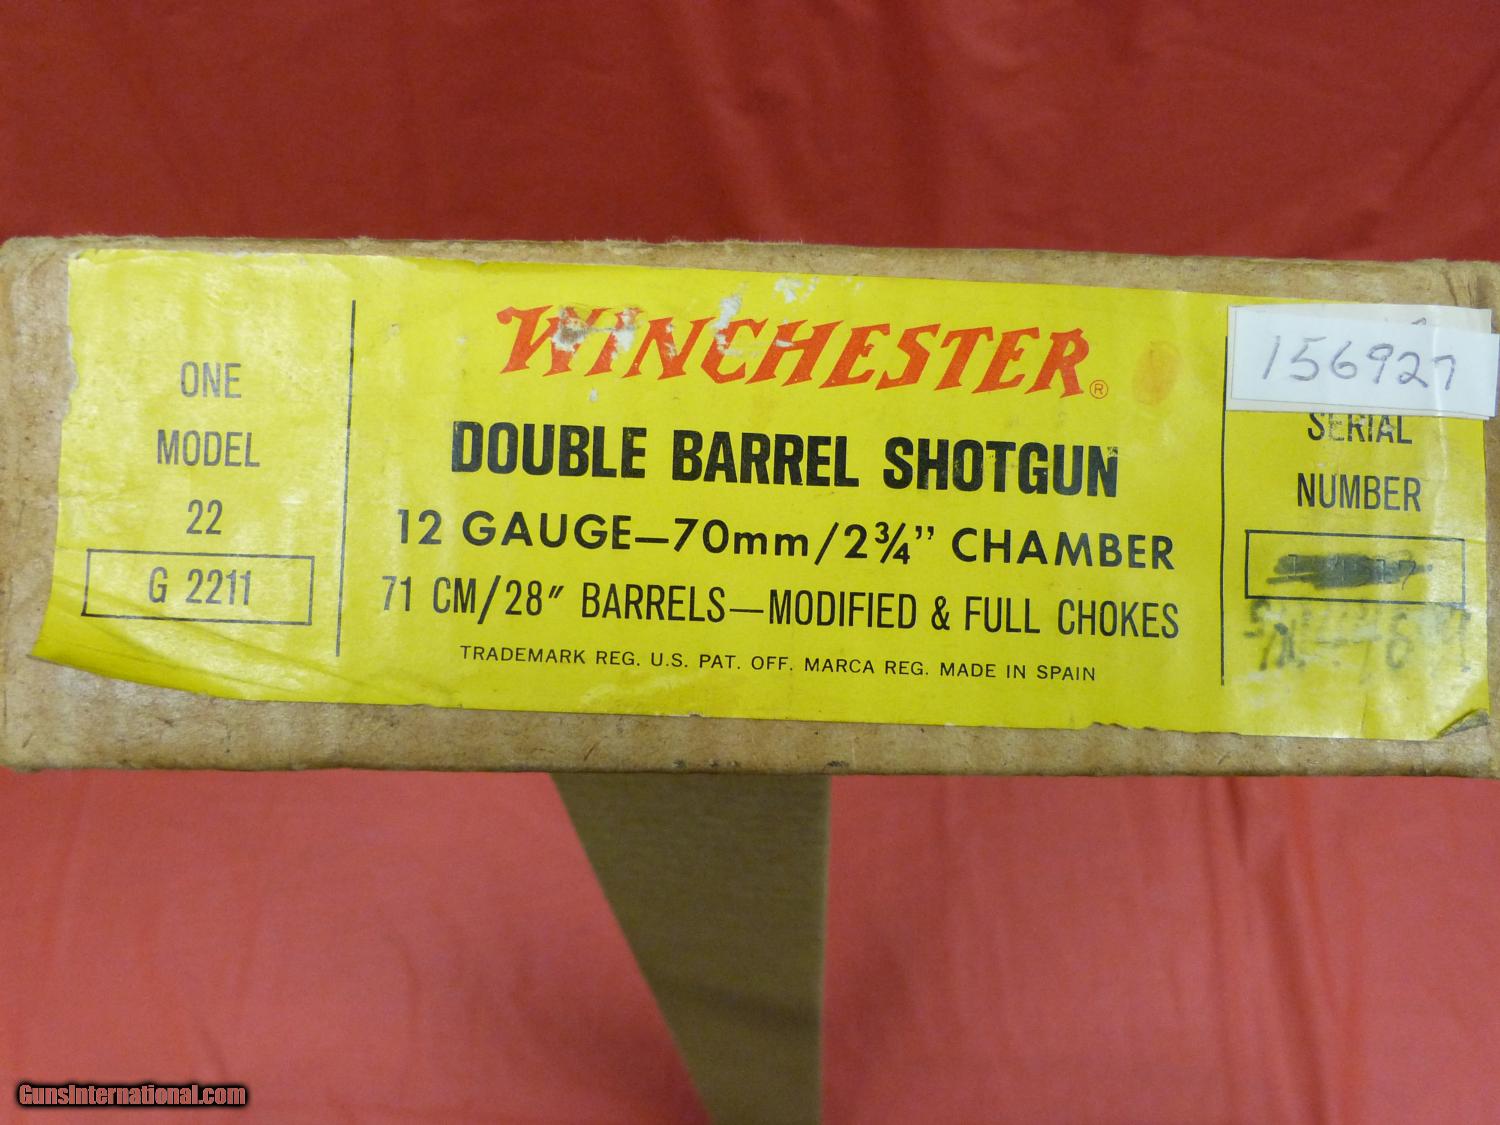 ONE
MODEL
22
G 2211
WINCHESTER®
DOUBLE BARREL SHOTGUN
12 GAUGE—70mm/2¾" CHAMBER
71 CM/28" BARRELS—MODIFIED & FULL CHOKES
TRADEMARK REG. U.S. PAT. OFF. MARCA REG. MADE IN SPAIN
156927
SERIAL
NUMBER
GunsInternational.com